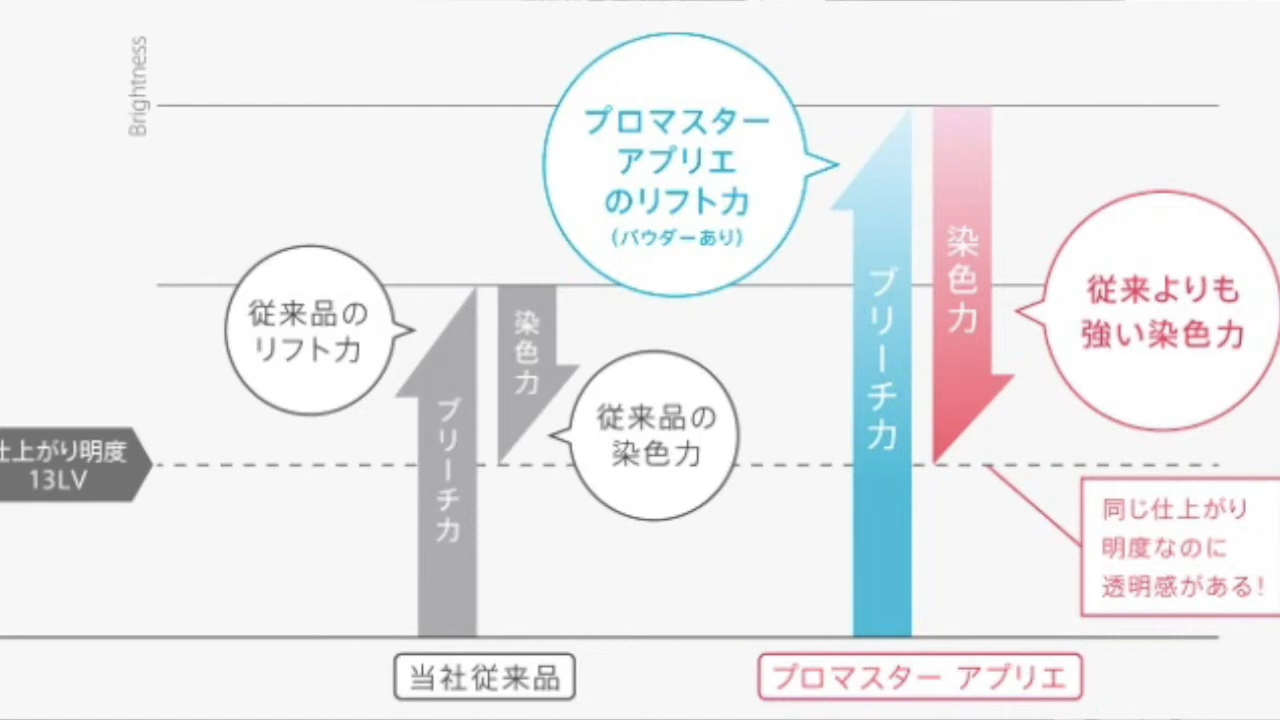 Brightness
プロマスター
アプリエ
のリフト力
(パウダーあり)
染色力
ブリーチ力
従来よりも
強い染色力
従来品の
リフト力
染色力
ブリーチ力
従来品の
染色力
仕上がり明度
13LV
同じ仕上がり
明度なのに
透明感がある!
当社従来品
プロマスター アプリエ